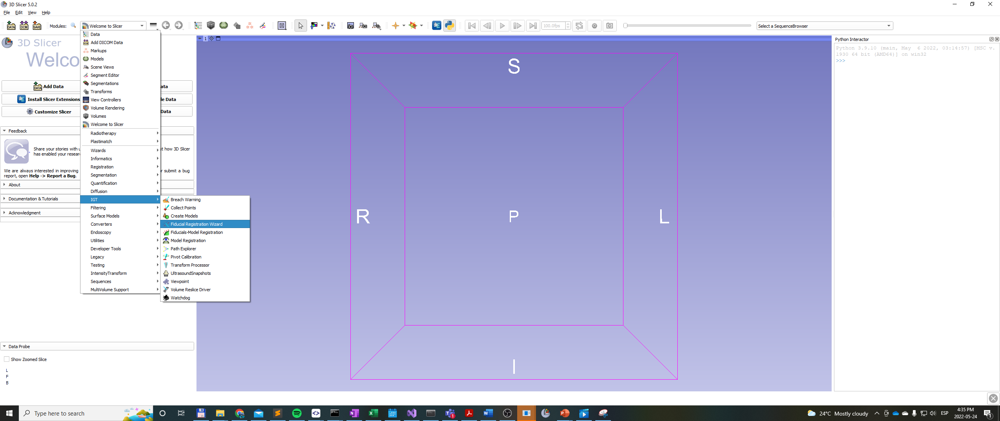 3D Slicer 5.0.2
File Edit View Help
DATA DCM SAVE Modules: Welcome to Slicer 100.0fps Select a SequenceBrowser
3D Slicer
Welco
Add Data ata
Install Slicer Extensions le Data
Customize Slicer Data
Feedback
Share your stories with u ut how 3D Slicer
has enabled your resear
We are always interested in improving r submit a bug
report, open Help -> Report a Bug.
About
Documentation & Tutorials
Acknowledgment
Data
Add DICOM Data
Markups
Models
Scene Views
Segment Editor
Segmentations
Transforms
View Controllers
Volume Rendering
Volumes
Welcome to Slicer
Radiotherapy
Plastimatch
Wizards
Informatics
Registration
Segmentation
Quantification
Diffusion
IGT
Filtering
Surface Models
Converters
Endoscopy
Utilities
Developer Tools
Legacy
Testing
IntensityTransform
Sequences
MultiVolume Support
Breach Warning
Collect Points
Create Models
Fiducial Registration Wizard
Fiducials-Model Registration
Model Registration
Path Explorer
Pivot Calibration
Transform Processor
UltrasoundSnapshots
Viewpoint
Volume Reslice Driver
Watchdog
Data Probe
Show Zoomed Slice
L
F
B
1
S
R P L
I
Python Interactor
Python 3.9.10 (main, May  6 2022, 03:14:57) [MSC v.
1930 64 bit (AMD64)] on win32
>>>
Type here to search
24°C Mostly cloudy ESP 4:35 PM
2022-05-24
1